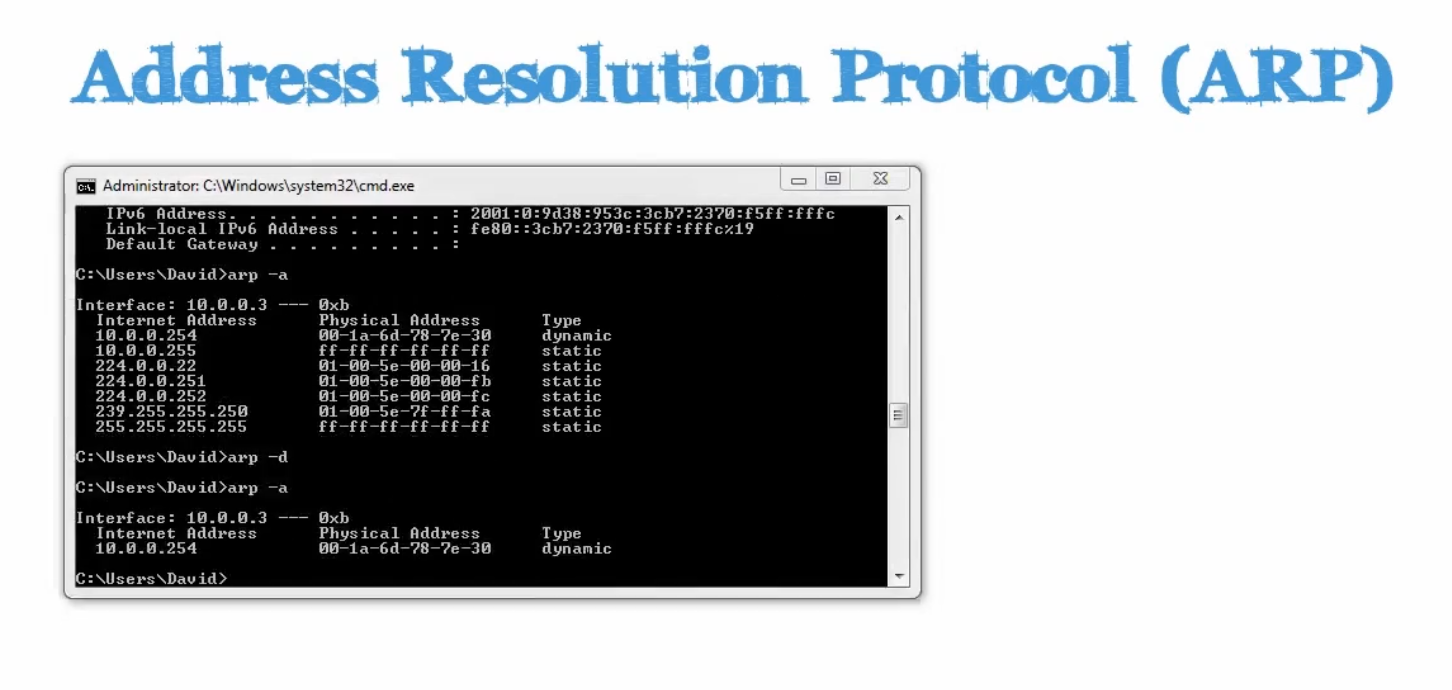 Address Resolution Protocol (ARP)
Administrator: C:\Windows\system32\cmd.exe
IPv6 Address. . . . . . . . . . . : 2001:0:9d38:953c:3cb7:2370:f5ff:fffc
Link-local IPv6 Address . . . . . : fe80::3cb7:2370:f5ff:fffc%19
Default Gateway . . . . . . . . . :
C:\Users\David>arp -a
Interface: 10.0.0.3 --- 0xb
Internet Address Physical Address Type
10.0.0.254 00-1a-6d-78-7e-30 dynamic
10.0.0.255 ff-ff-ff-ff-ff-ff static
224.0.0.22 01-00-5e-00-00-16 static
224.0.0.251 01-00-5e-00-00-fb static
224.0.0.252 01-00-5e-00-00-fc static
239.255.255.250 01-00-5e-7f-ff-fa static
255.255.255.255 ff-ff-ff-ff-ff-ff static
C:\Users\David>arp -d
C:\Users\David>arp -a
Interface: 10.0.0.3 --- 0xb
Internet Address Physical Address Type
10.0.0.254 00-1a-6d-78-7e-30 dynamic
C:\Users\David>